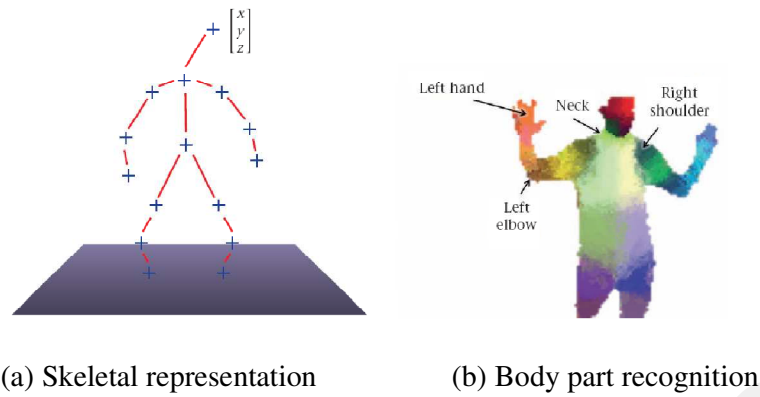 x
y
z
Left hand
Neck
Right
shoulder
Left
elbow
(a) Skeletal representation
(b) Body part recognition